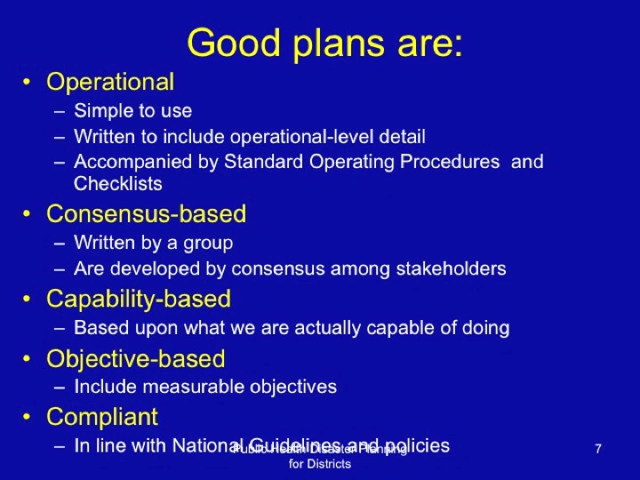 Good plans are:
• Operational
– Simple to use
– Written to include operational-level detail
– Accompanied by Standard Operating Procedures and
Checklists
• Consensus-based
– Written by a group
– Are developed by consensus among stakeholders
• Capability-based
– Based upon what we are actually capable of doing
• Objective-based
– Include measurable objectives
• Compliant
– In line with National Guidelines and policies
Public Health Disaster Planning
for Districts
7